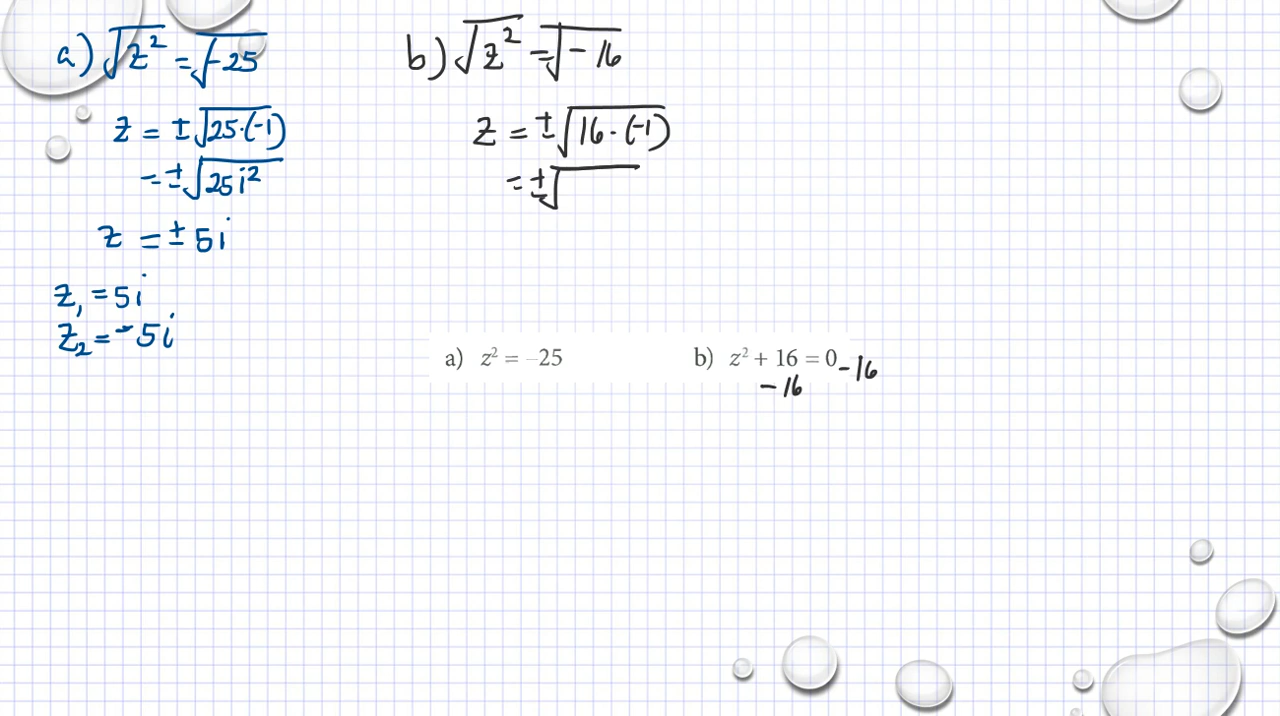 a) √z² = √-25
z = ±√25·(-1)
= ±√25i²
z = ±5i
z₁ = 5i
z₂ = -5i
b) √z² = √-16
z = ±√16·(-1)
= ±√
a) z² = -25
b) z² + 16 = 0 -16
-16